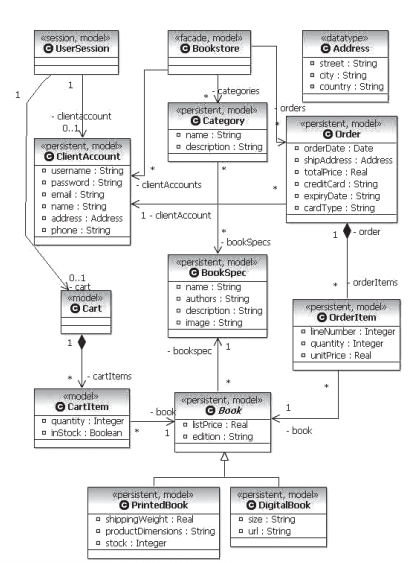 «session, model»
C UserSession
«facade, model»
C Bookstore
«datatype»
C Address
street : String
city : String
country : String
1
1
- clientaccount
0..1
- categories
*
- orders
*
«persistent, model»
C ClientAccount
username : String
password : String
email : String
name : String
address : Address
phone : String
«persistent, model»
C Category
name : String
description : String
«persistent, model»
C Order
orderDate : Date
shipAddress : Address
totalPrice : Real
creditCard : String
expiryDate : String
cardType : String
*
- clientAccounts
*
1 - clientAccount
*
*
- bookSpecs
1
- order
«persistent, model»
C BookSpec
name : String
authors : String
description : String
image : String
0..1
- cart
«model»
C Cart
* orderItems
«persistent, model»
C OrderItem
lineNumber : Integer
quantity : Integer
unitPrice : Real
1
- bookspec
1
* - cartItems
«model»
C CartItem
quantity : Integer
inStock : Boolean
- book
*
1
*
«persistent, model»
C Book
listPrice : Real
edition : String
*
1
- book
«persistent, model»
C PrintedBook
shippingWeight : Real
productDimensions : String
stock : Integer
«persistent, model»
C DigitalBook
size : String
url : String